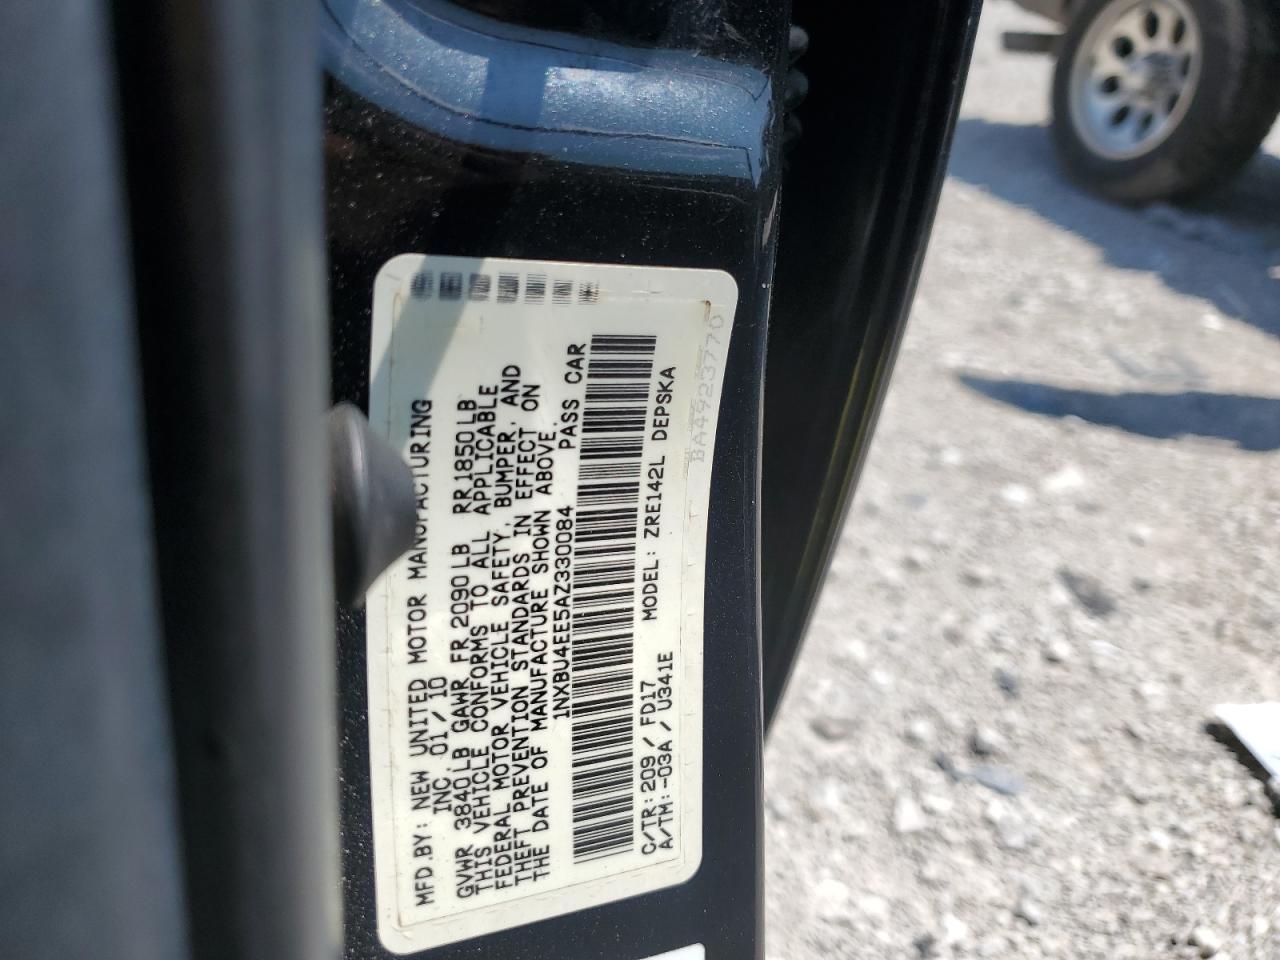 MFD.BY: NEW UNITED MOTOR MANUFACTURING
INC. 01/10
GVWR 3840LB GAWR FR 2090LB RR 1850LB
THIS VEHICLE CONFORMS TO ALL APPLICABLE
FEDERAL MOTOR VEHICLE SAFETY, BUMPER, AND
THEFT PREVENTION STANDARDS IN EFFECT ON
THE DATE OF MANUFACTURE SHOWN ABOVE.
1NXBU4EE5AZ330084 PASS CAR
C/TR: 209/FD17 MODEL: ZRE142L DEPSKA
A/TM: -03A/U341E
BA4923770